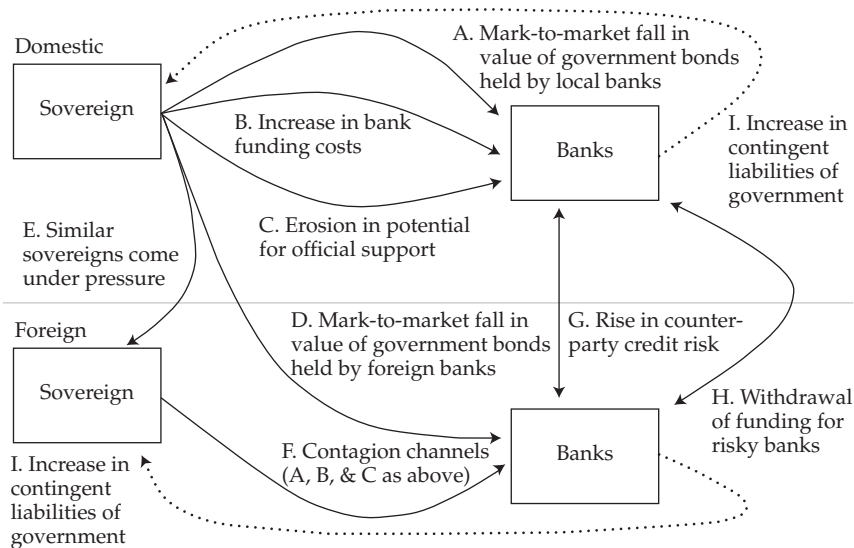 Domestic
Sovereign
A. Mark-to-market fall in
value of government bonds
held by local banks
B. Increase in bank
funding costs
Banks
I. Increase in
contingent
liabilities of
government
C. Erosion in potential
for official support
E. Similar
sovereigns come
under pressure
Foreign
Sovereign
D. Mark-to-market fall in
value of government bonds
held by foreign banks
G. Rise in counter-
party credit risk
H. Withdrawal
of funding for
risky banks
F. Contagion channels
(A, B, & C as above)
Banks
I. Increase in
contingent
liabilities of
government